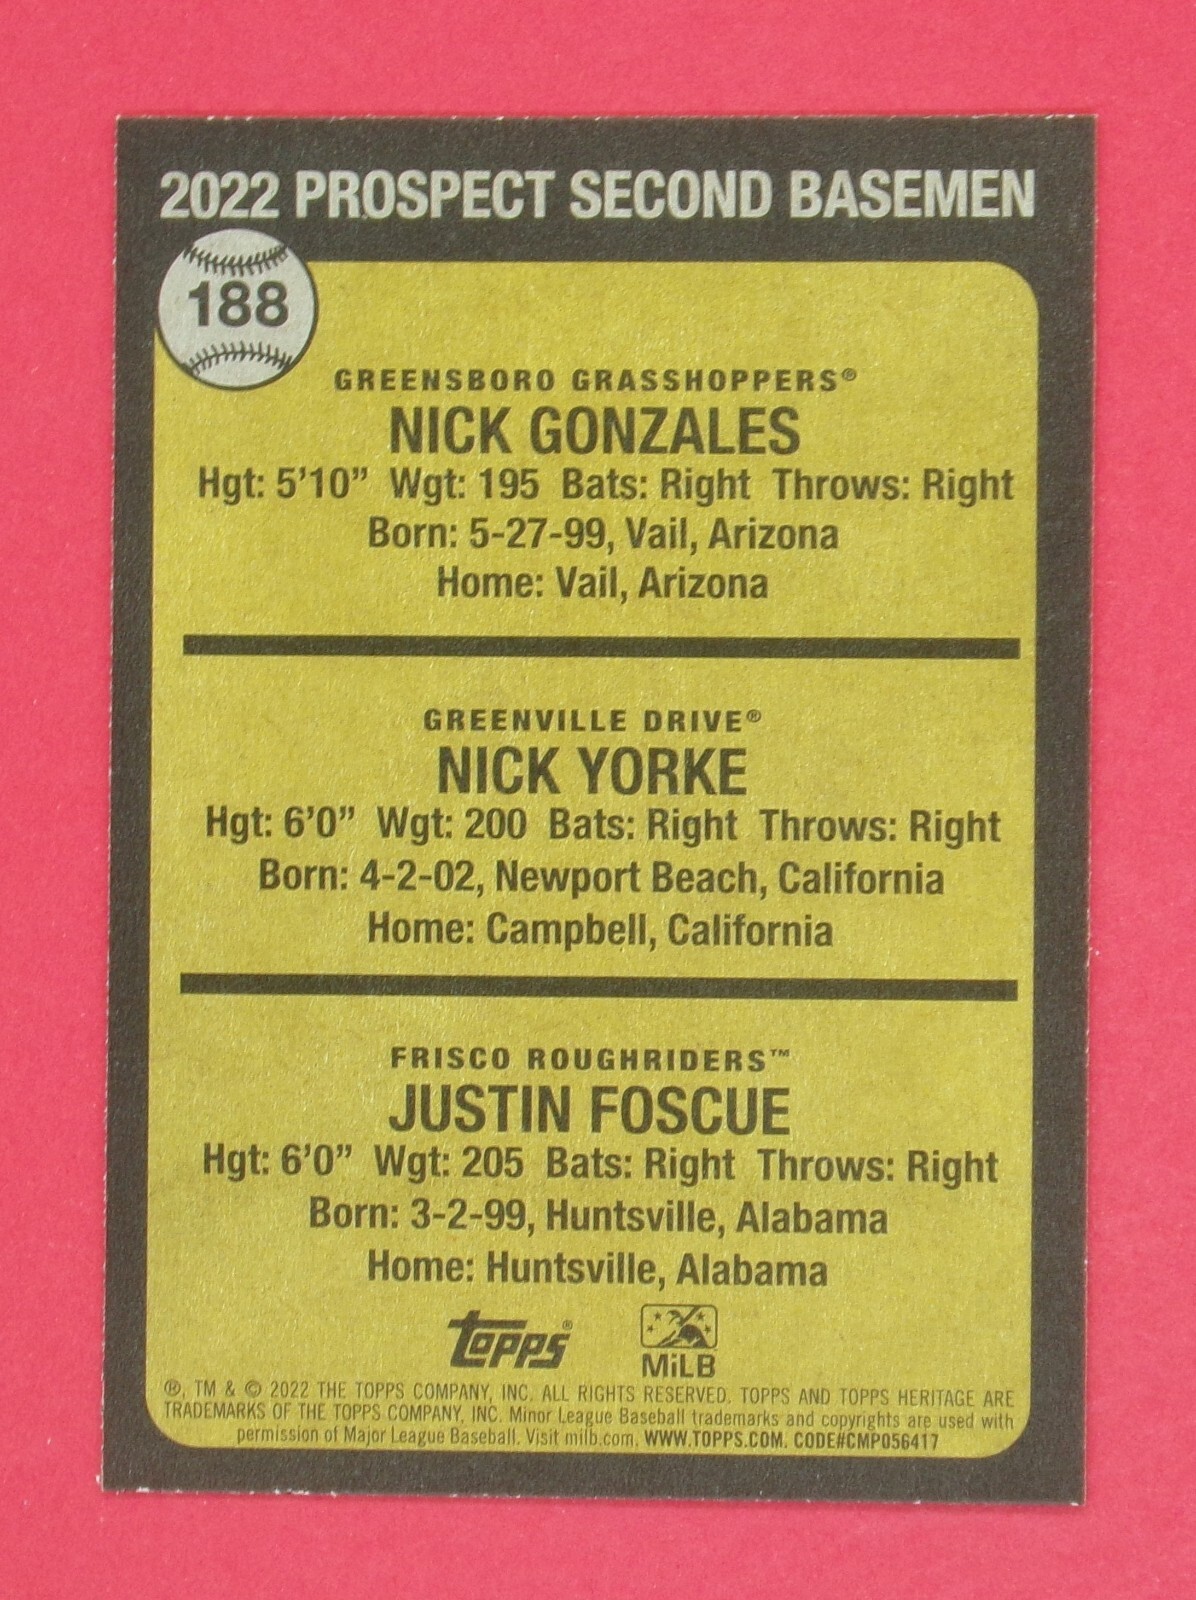 2022 PROSPECT SECOND BASEMEN
188
GREENSBORO GRASSHOPPERS®
NICK GONZALES
Hgt: 5'10” Wgt: 195 Bats: Right Throws: Right
Born: 5-27-99, Vail, Arizona
Home: Vail, Arizona
GREENVILLE DRIVE®
NICK YORKE
Hgt: 6'0” Wgt: 200 Bats: Right Throws: Right
Born: 4-2-02, Newport Beach, California
Home: Campbell, California
FRISCO ROUGHRIDERS™
JUSTIN FOSCUE
Hgt: 6'0” Wgt: 205 Bats: Right Throws: Right
Born: 3-2-99, Huntsville, Alabama
Home: Huntsville, Alabama
topps®
MiLB
®, TM & © 2022 THE TOPPS COMPANY, INC. ALL RIGHTS RESERVED. TOPPS AND TOPPS HERITAGE ARE
TRADEMARKS OF THE TOPPS COMPANY, INC. Minor League Baseball trademarks and copyrights are used with
permission of Major League Baseball. Visit milb.com. WWW.TOPPS.COM. CODE#CMP056417